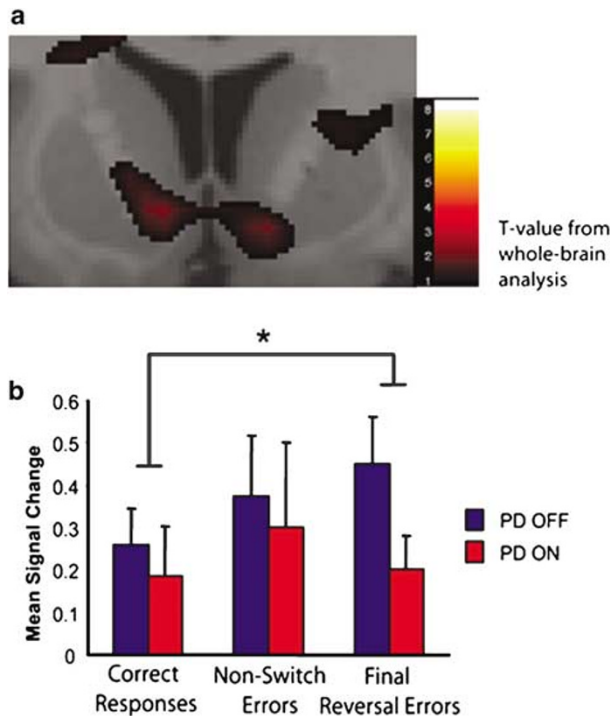 a
8
7
6
5
4
3
2
1
T-value from
whole-brain
analysis
b
*
Mean Signal Change
0.6
0.5
0.4
0.3
0.2
0.1
0
PD OFF
PD ON
Correct
Responses
Non-Switch
Errors
Final
Reversal Errors